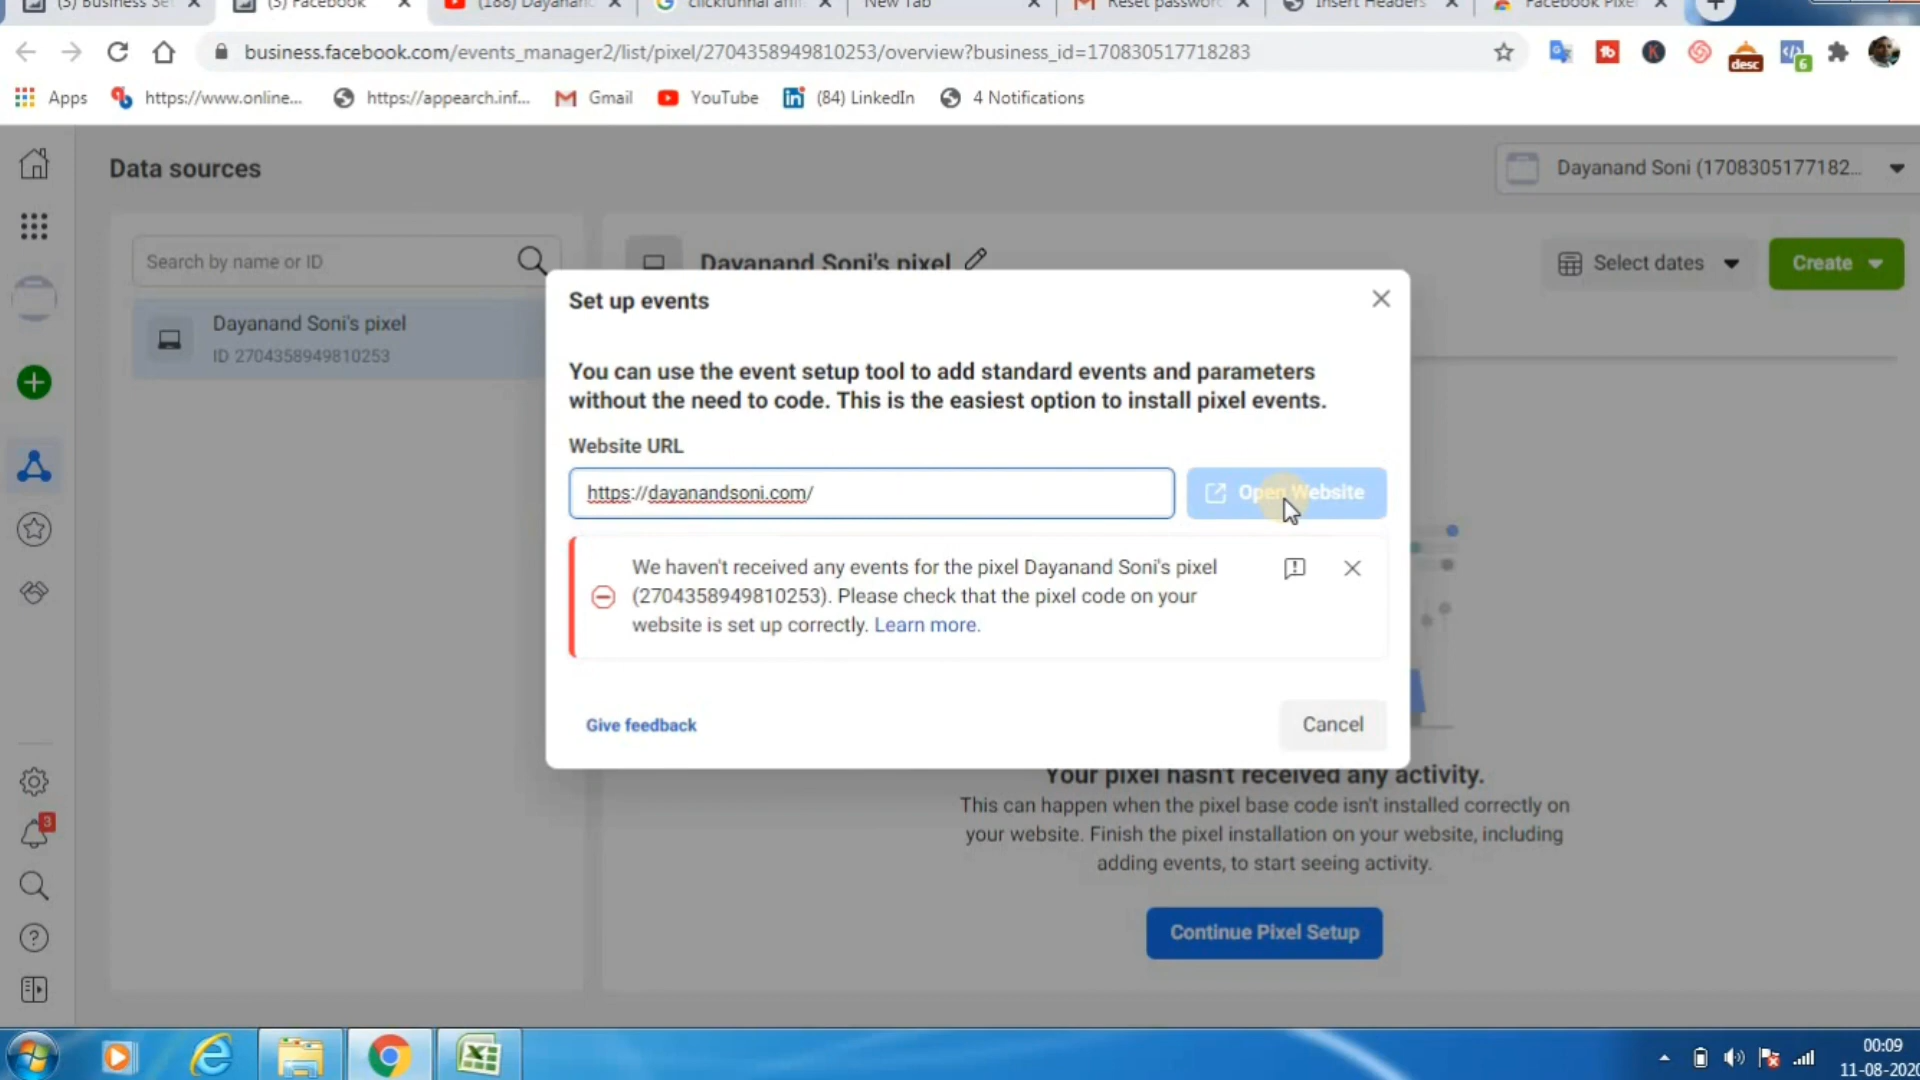 (3) Business Se
(3) Facebook
(188) Dayanand
clickfunnal affi
New Tab
Reset password
Insert Headers
Facebook Pixe
business.facebook.com/events_manager2/list/pixel/2704358949810253/overview?business_id=170830517718283
desc
6
Apps
https://www.online...
https://appearch.inf...
Gmail
YouTube
(84) LinkedIn
4 Notifications
Data sources
Dayanand Soni (1708305177182...
Search by name or ID
Dayanand Soni's pixel
Select dates
Create
Dayanand Soni's pixel
ID 2704358949810253
Set up events
You can use the event setup tool to add standard events and parameters
without the need to code. This is the easiest option to install pixel events.
Website URL
https://dayanandsoni.com/
Open Website
We haven't received any events for the pixel Dayanand Soni's pixel
(2704358949810253). Please check that the pixel code on your
website is set up correctly. Learn more.
Give feedback
Cancel
Your pixel hasn't received any activity.
This can happen when the pixel base code isn't installed correctly on
your website. Finish the pixel installation on your website, including
adding events, to start seeing activity.
Continue Pixel Setup
3
00:09
11-08-2020